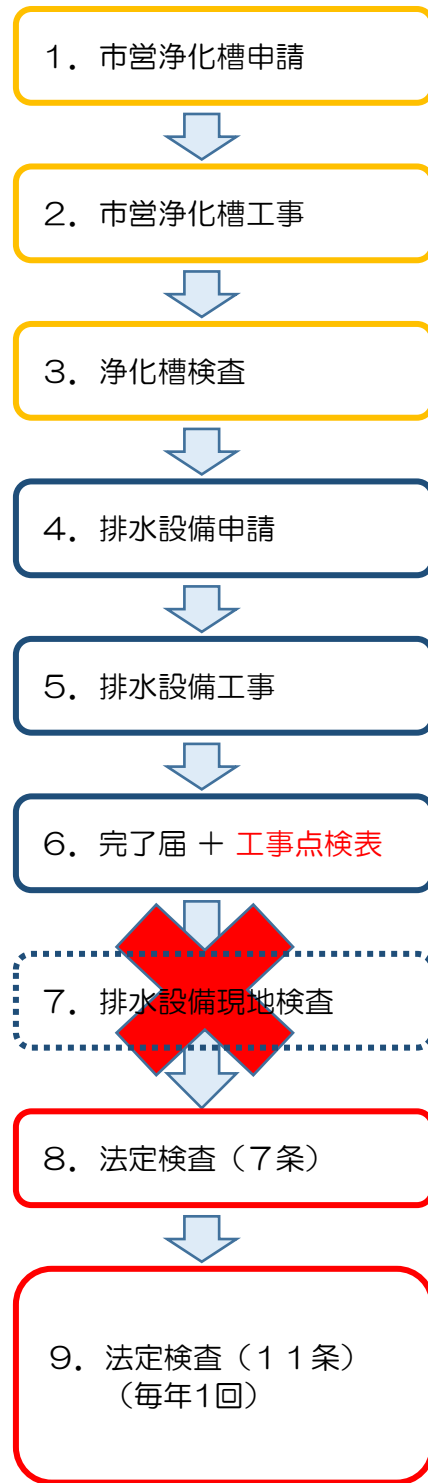 １．市営浄化槽申請
２．市営浄化槽工事
３．浄化槽検査
４．排水設備申請
５．排水設備工事
６．完了届 ＋ 工事点検表
７．排水設備現地検査
８．法定検査（７条）
９．法定検査（１１条）
（毎年1回）